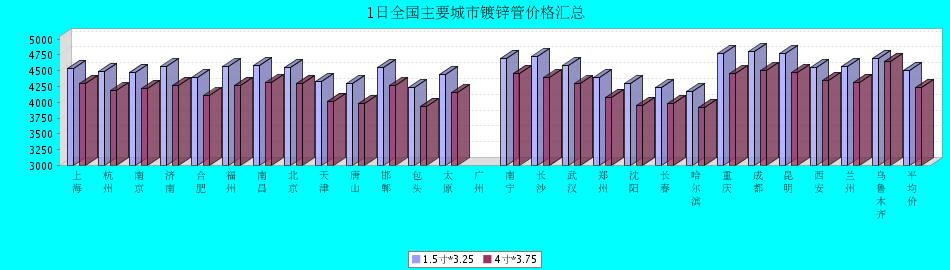 1日全国主要城市镀锌管价格汇总
5000
4750
4500
4250
4000
3750
3500
3250
3000
上海
杭州
南京
济南
合肥
福州
南昌
北京
天津
唐山
邯郸
包头
太原
广州
南宁
长沙
武汉
郑州
沈阳
长春
哈尔滨
重庆
成都
昆明
西安
兰州
乌鲁木齐
平均价
1.5寸*3.25 4寸*3.75